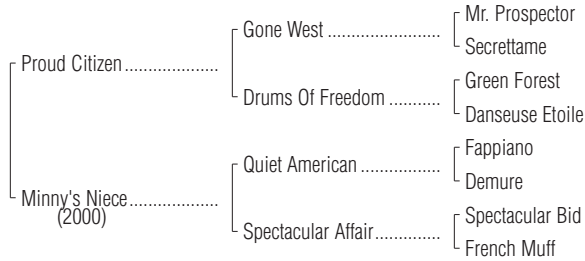 Mr. Prospector
Gone West ......................
Secrettame
Proud Citizen ...................
Green Forest
Drums Of Freedom ..........
Danseuse Etoile
Fappiano
Quiet American ................
Demure
Minny's Niece ..................
(2000)
Spectacular Bid
Spectacular Affair .............
French Muff